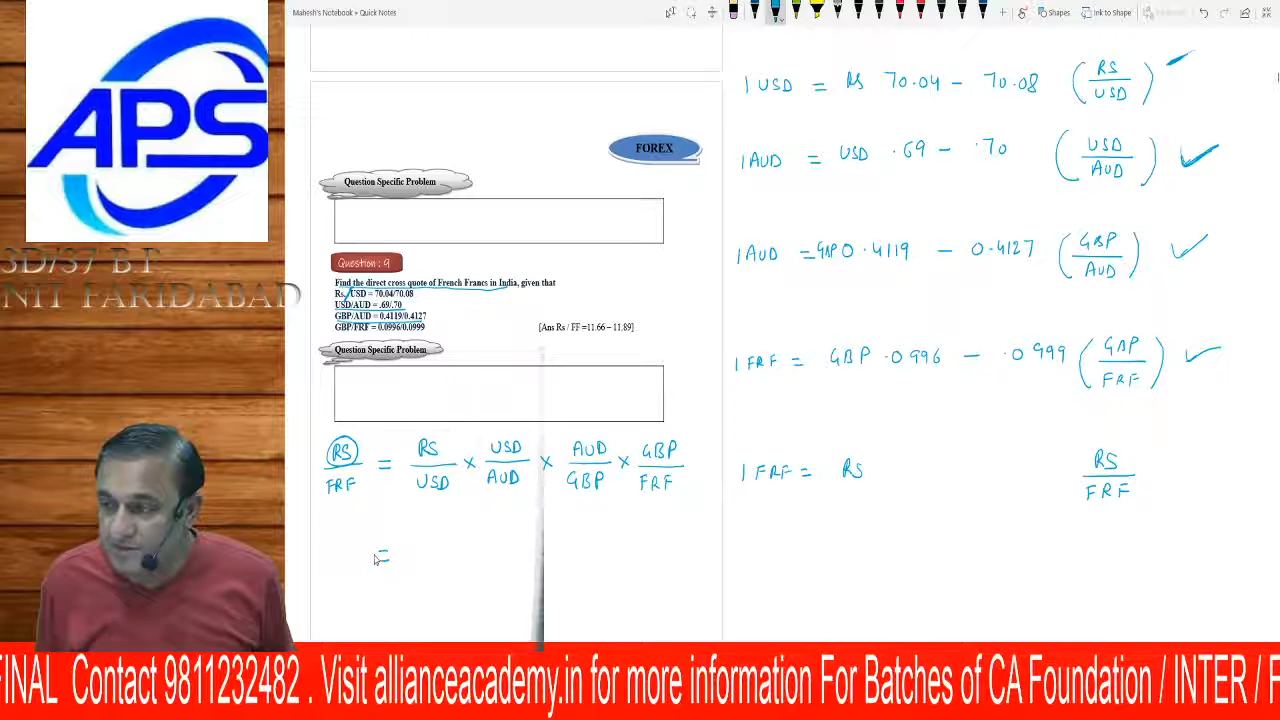 Mahesh's Notebook » Quick Notes
Shapes
Ink to Shape
APS
3D/37 B.P.
NIT FARIDABAD
FOREX
Question Specific Problem
Question : 9
Find the direct cross quote of French Francs in India, given that
Rs. /USD = 70.04/70.08
USD/AUD = .69/.70
GBP/AUD = 0.4119/0.4127
GBP/FRF = 0.0996/0.0999 [Ans Rs / FF =11.66 – 11.89]
Question Specific Problem
RS/FRF = RS/USD × USD/AUD × AUD/GBP × GBP/FRF
=
1 USD = RS 70.04 - 70.08 (RS/USD)
1 AUD = USD .69 - .70 (USD/AUD)
1 AUD = GBP 0.4119 - 0.4127 (GBP/AUD)
1 FRF = GBP .0996 - .0999 (GBP/FRF)
1 FRF = RS RS/FRF
FINAL Contact 9811232482 . Visit allianceacademy.in for more information For Batches of CA Foundation / INTER / F